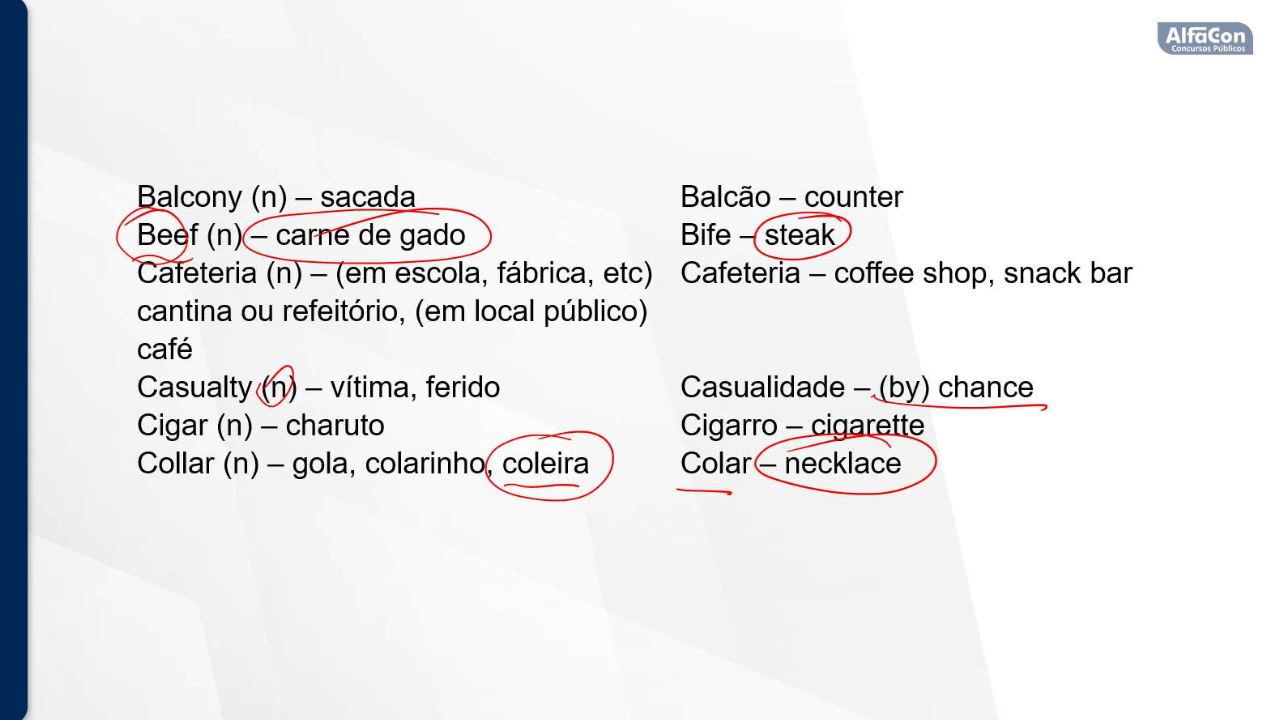 AlfaCon
Concursos Públicos
Balcony (n) – sacada
Beef (n) – carne de gado
Cafeteria (n) – (em escola, fábrica, etc)
cantina ou refeitório, (em local público)
café
Casualty (n) – vítima, ferido
Cigar (n) – charuto
Collar (n) – gola, colarinho, coleira
Balcão – counter
Bife – steak
Cafeteria – coffee shop, snack bar
Casualidade – (by) chance
Cigarro – cigarette
Colar – necklace